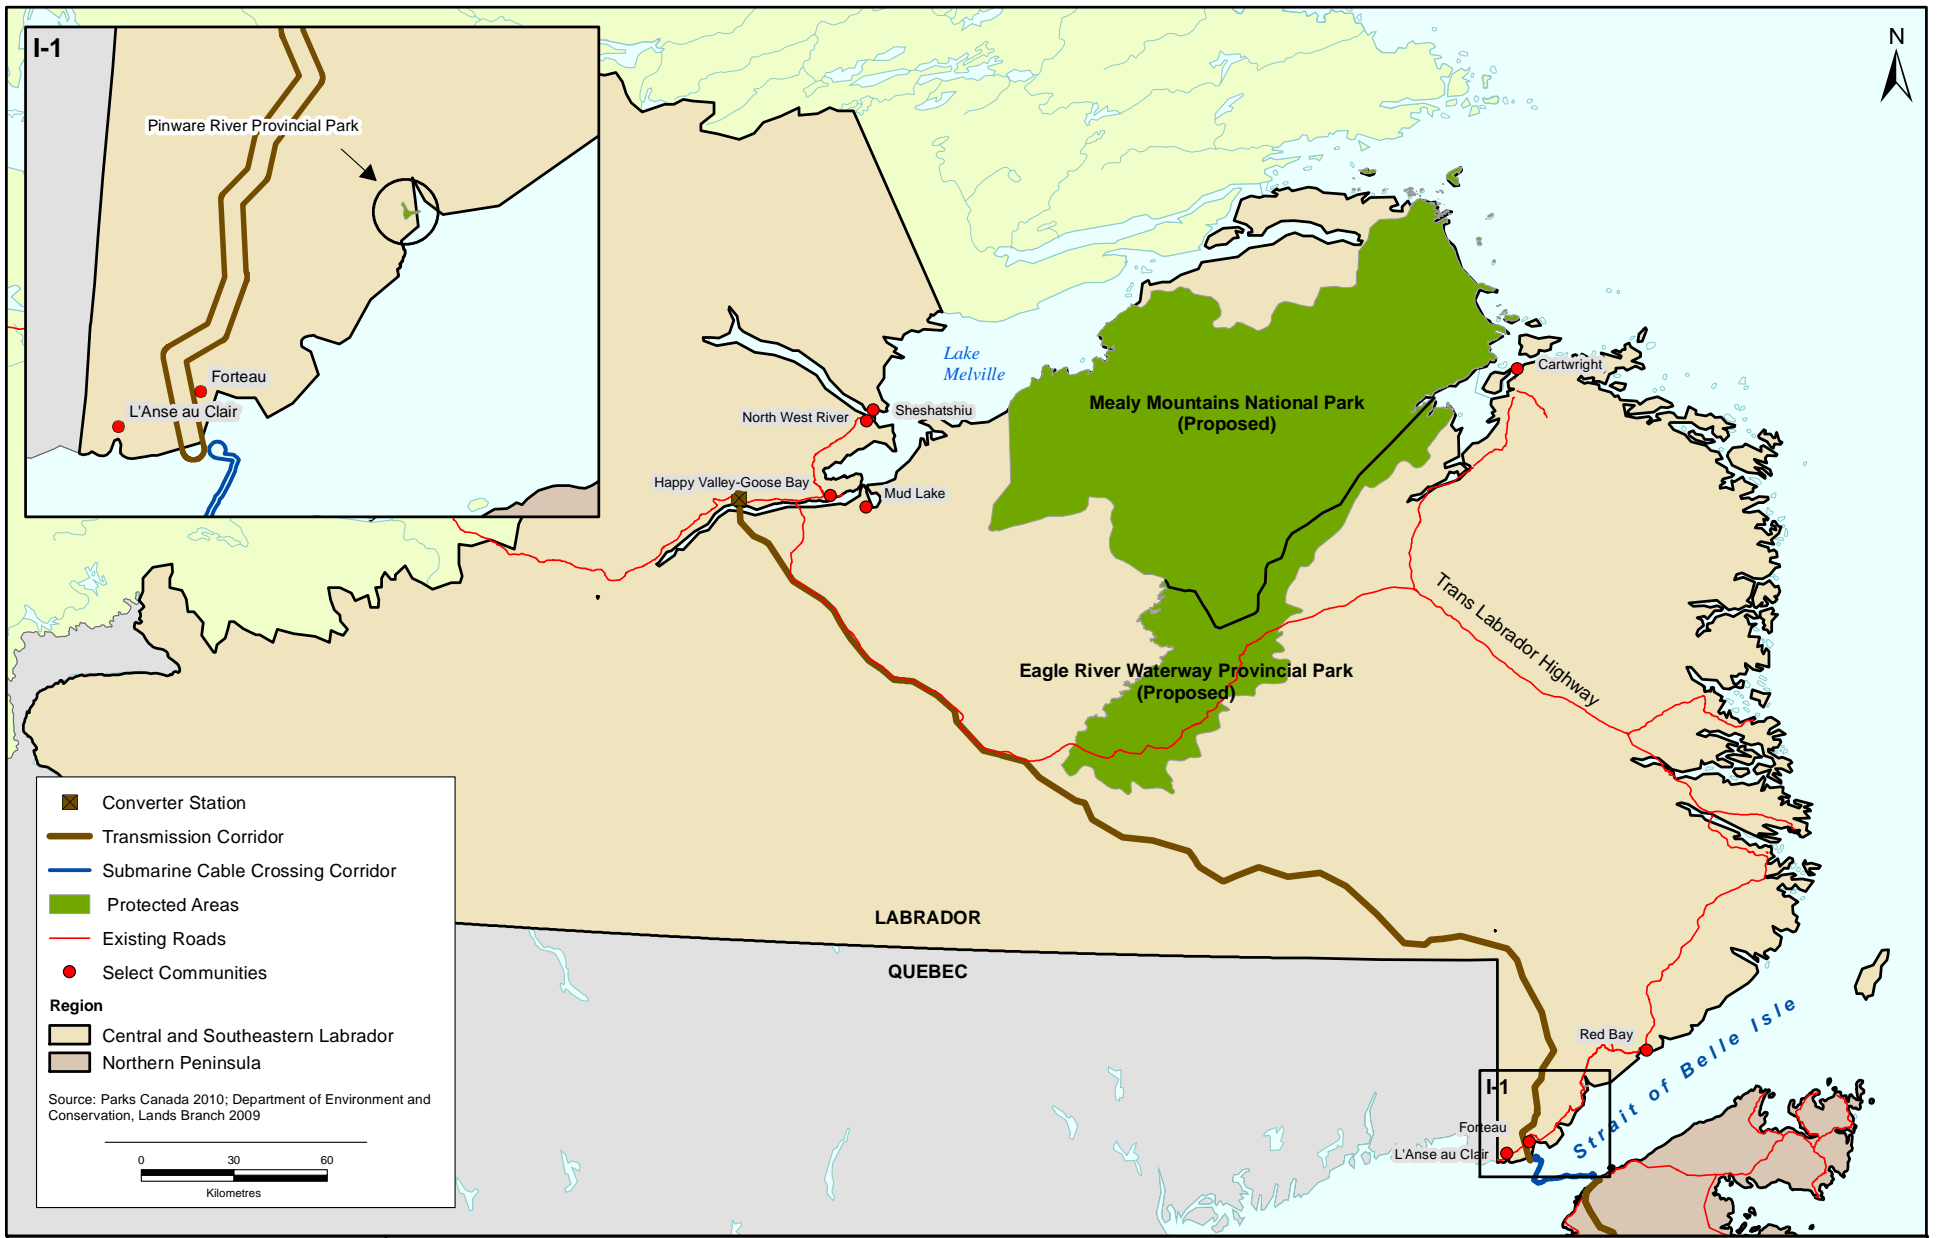 I-1
Pinware River Provincial Park
Forteau
L'Anse au Clair
N
Lake
Melville
Cartwright
Mealy Mountains National Park
(Proposed)
Sheshatshiu
North West River
Happy Valley-Goose Bay
Mud Lake
Trans Labrador Highway
Eagle River Waterway Provincial Park
(Proposed)
LABRADOR
QUEBEC
Red Bay
Strait of Belle Isle
I-1
Forteau
L'Anse au Clair
Converter Station
Transmission Corridor
Submarine Cable Crossing Corridor
Protected Areas
Existing Roads
Select Communities
Region
Central and Southeastern Labrador
Northern Peninsula
Source: Parks Canada 2010; Department of Environment and
Conservation, Lands Branch 2009
0 30 60
Kilometres